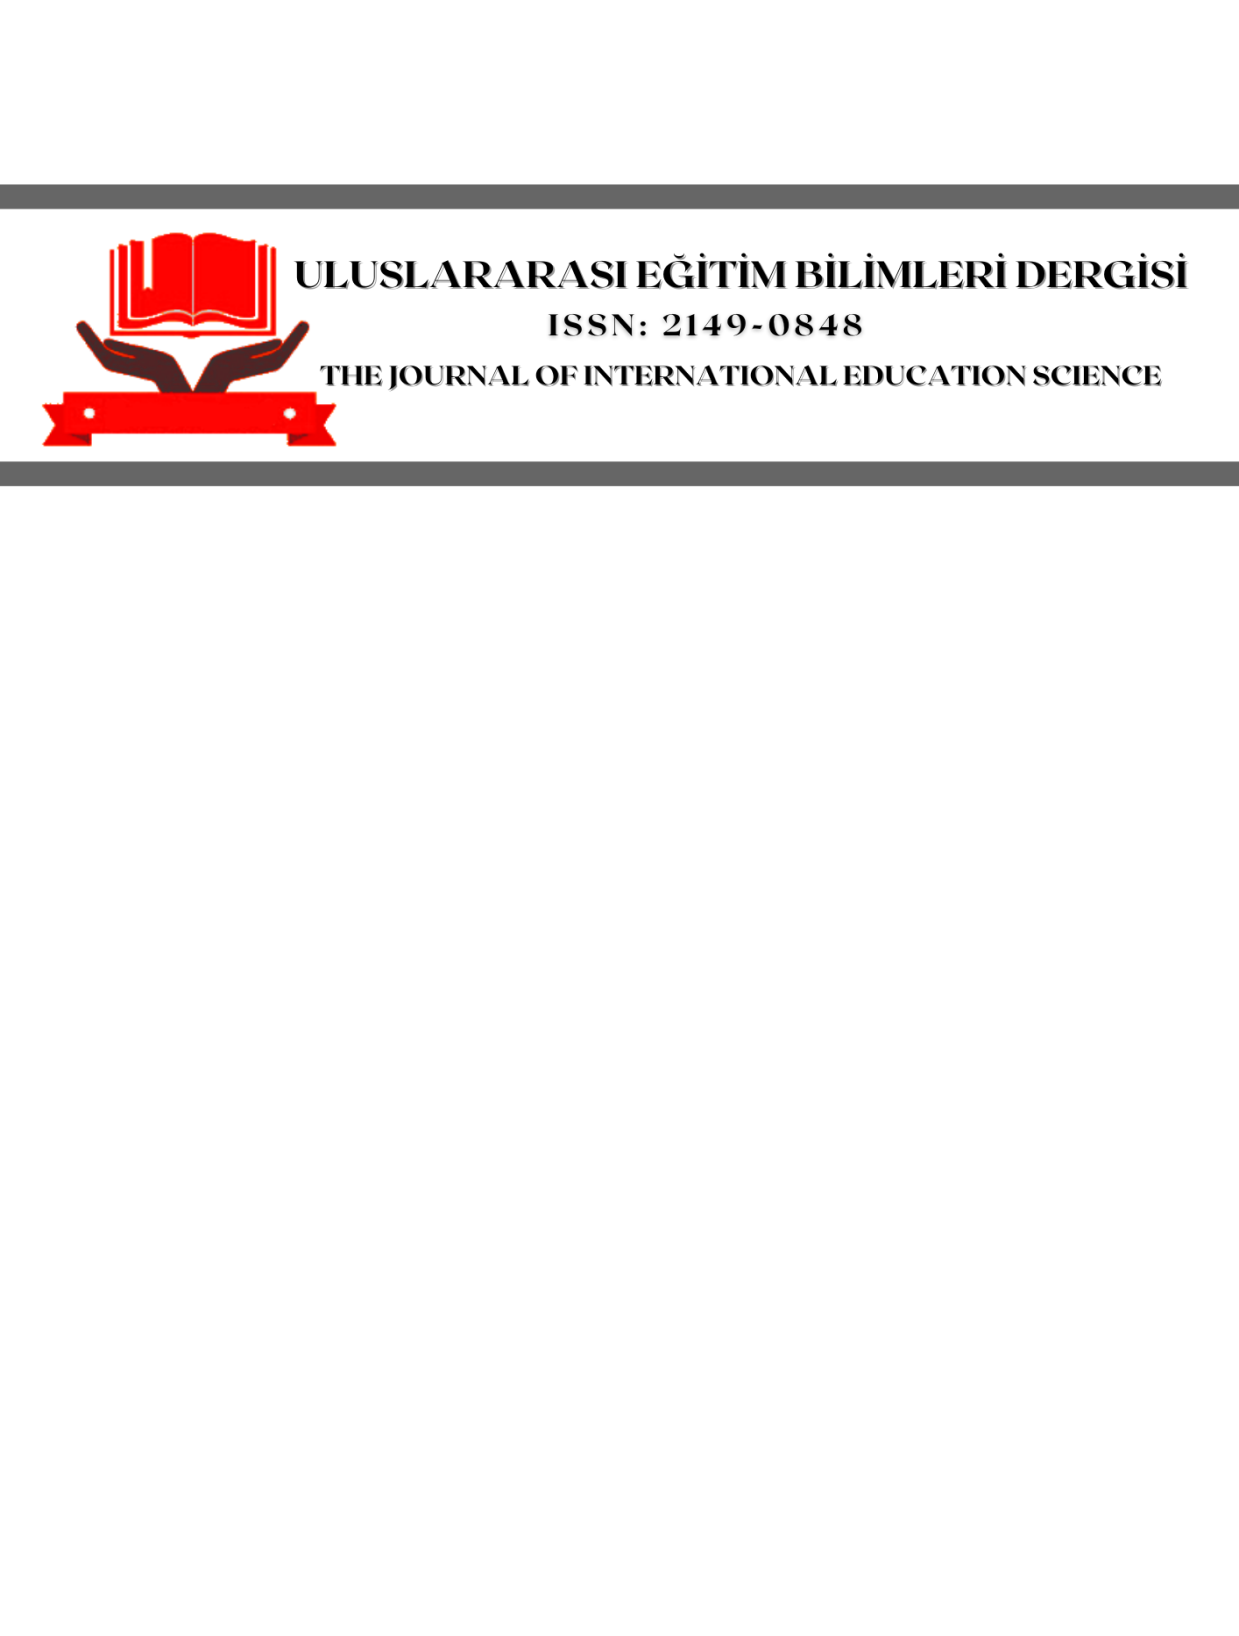 ULUSLARARASI EĞİTİM BİLİMLERİ DERGİSİ
ISSN: 2149-0848
THE JOURNAL OF INTERNATIONAL EDUCATION SCIENCE